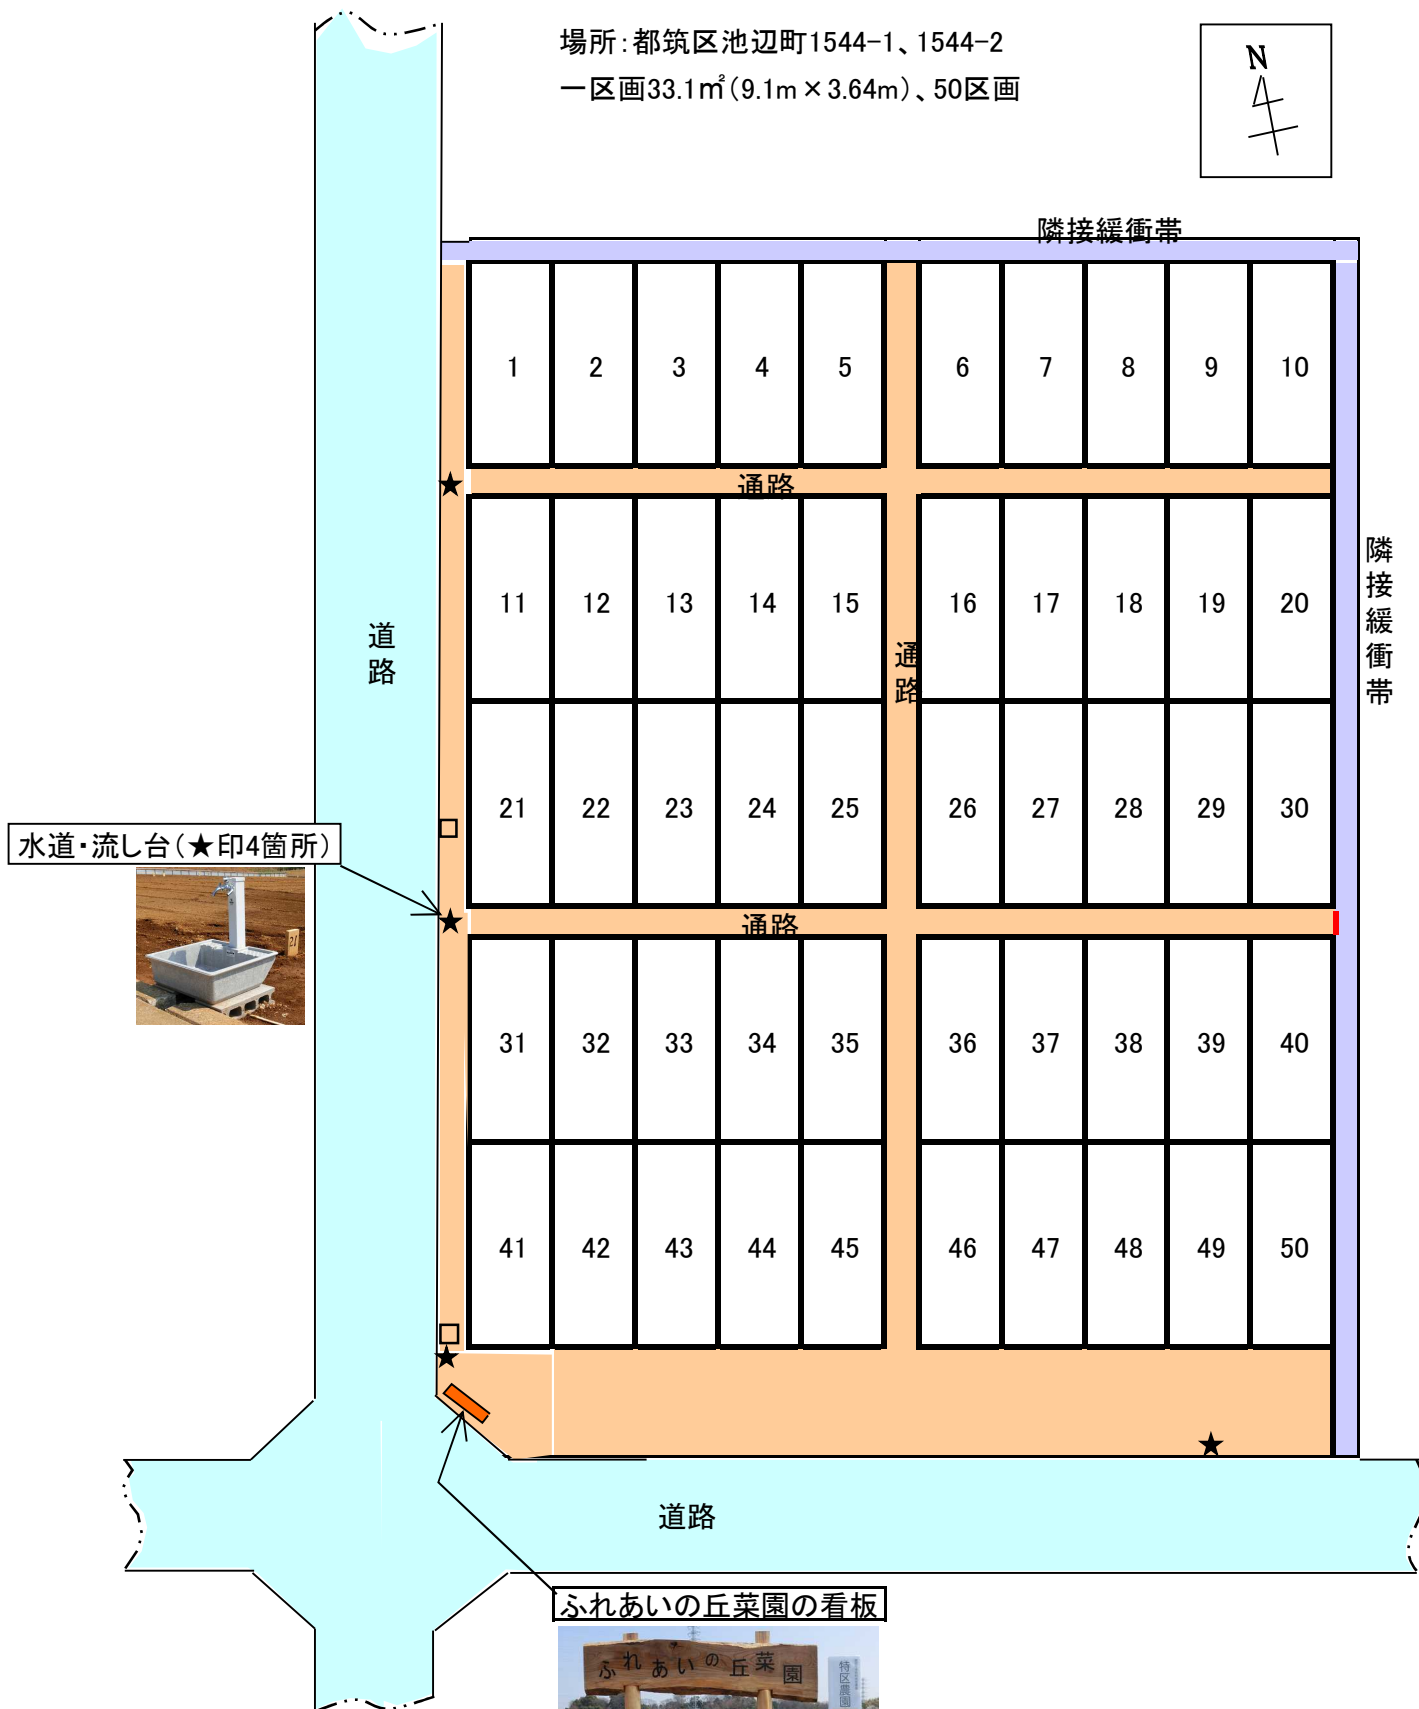 場所：都筑区池辺町1544-1、1544-2
一区画33.1㎡（9.1m×3.64m）、50区画
N
隣接緩衝帯
1 2 3 4 5 6 7 8 9 10
★
通路
11 12 13 14 15 16 17 18 19 20
道路
通路
隣接緩衝帯
21 22 23 24 25 26 27 28 29 30
水道・流し台（★印4箇所）
★
通路
21
31 32 33 34 35 36 37 38 39 40
41 42 43 44 45 46 47 48 49 50
★
★
道路
ふれあいの丘菜園の看板
ふれあいの丘菜園
特区農園